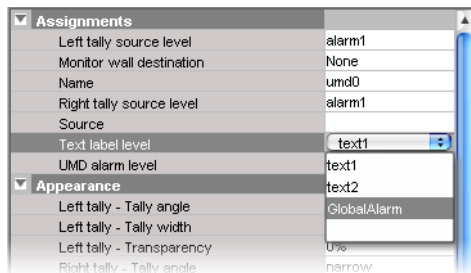 Assignments
Left tally source level alarm1
Monitor wall destination None
Name umd0
Right tally source level alarm1
Source
Text label level text1
UMD alarm level text1
text2
Appearance
Left tally - Tally angle GlobalAlarm
Left tally - Tally width
Left tally - Transparency 0%
Right tally - Tally angle narrow